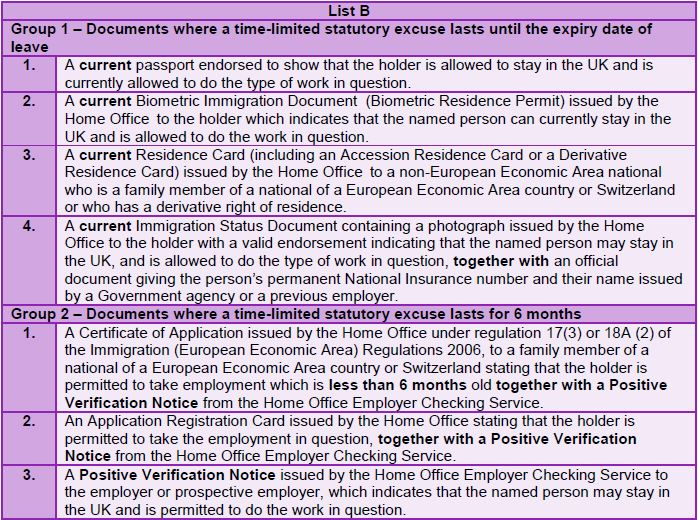 List B
Group 1 – Documents where a time-limited statutory excuse lasts until the expiry date of
leave
1. A current passport endorsed to show that the holder is allowed to stay in the UK and is
currently allowed to do the type of work in question.
2. A current Biometric Immigration Document (Biometric Residence Permit) issued by the
Home Office to the holder which indicates that the named person can currently stay in the
UK and is allowed to do the work in question.
3. A current Residence Card (including an Accession Residence Card or a Derivative
Residence Card) issued by the Home Office to a non-European Economic Area national
who is a family member of a national of a European Economic Area country or Switzerland
or who has a derivative right of residence.
4. A current Immigration Status Document containing a photograph issued by the Home
Office to the holder with a valid endorsement indicating that the named person may stay in
the UK, and is allowed to do the type of work in question, together with an official
document giving the person’s permanent National Insurance number and their name issued
by a Government agency or a previous employer.
Group 2 – Documents where a time-limited statutory excuse lasts for 6 months
1. A Certificate of Application issued by the Home Office under regulation 17(3) or 18A (2) of
the Immigration (European Economic Area) Regulations 2006, to a family member of a
national of a European Economic Area country or Switzerland stating that the holder is
permitted to take employment which is less than 6 months old together with a Positive
Verification Notice from the Home Office Employer Checking Service.
2. An Application Registration Card issued by the Home Office stating that the holder is
permitted to take the employment in question, together with a Positive Verification
Notice from the Home Office Employer Checking Service.
3. A Positive Verification Notice issued by the Home Office Employer Checking Service to
the employer or prospective employer, which indicates that the named person may stay in
the UK and is permitted to do the work in question.